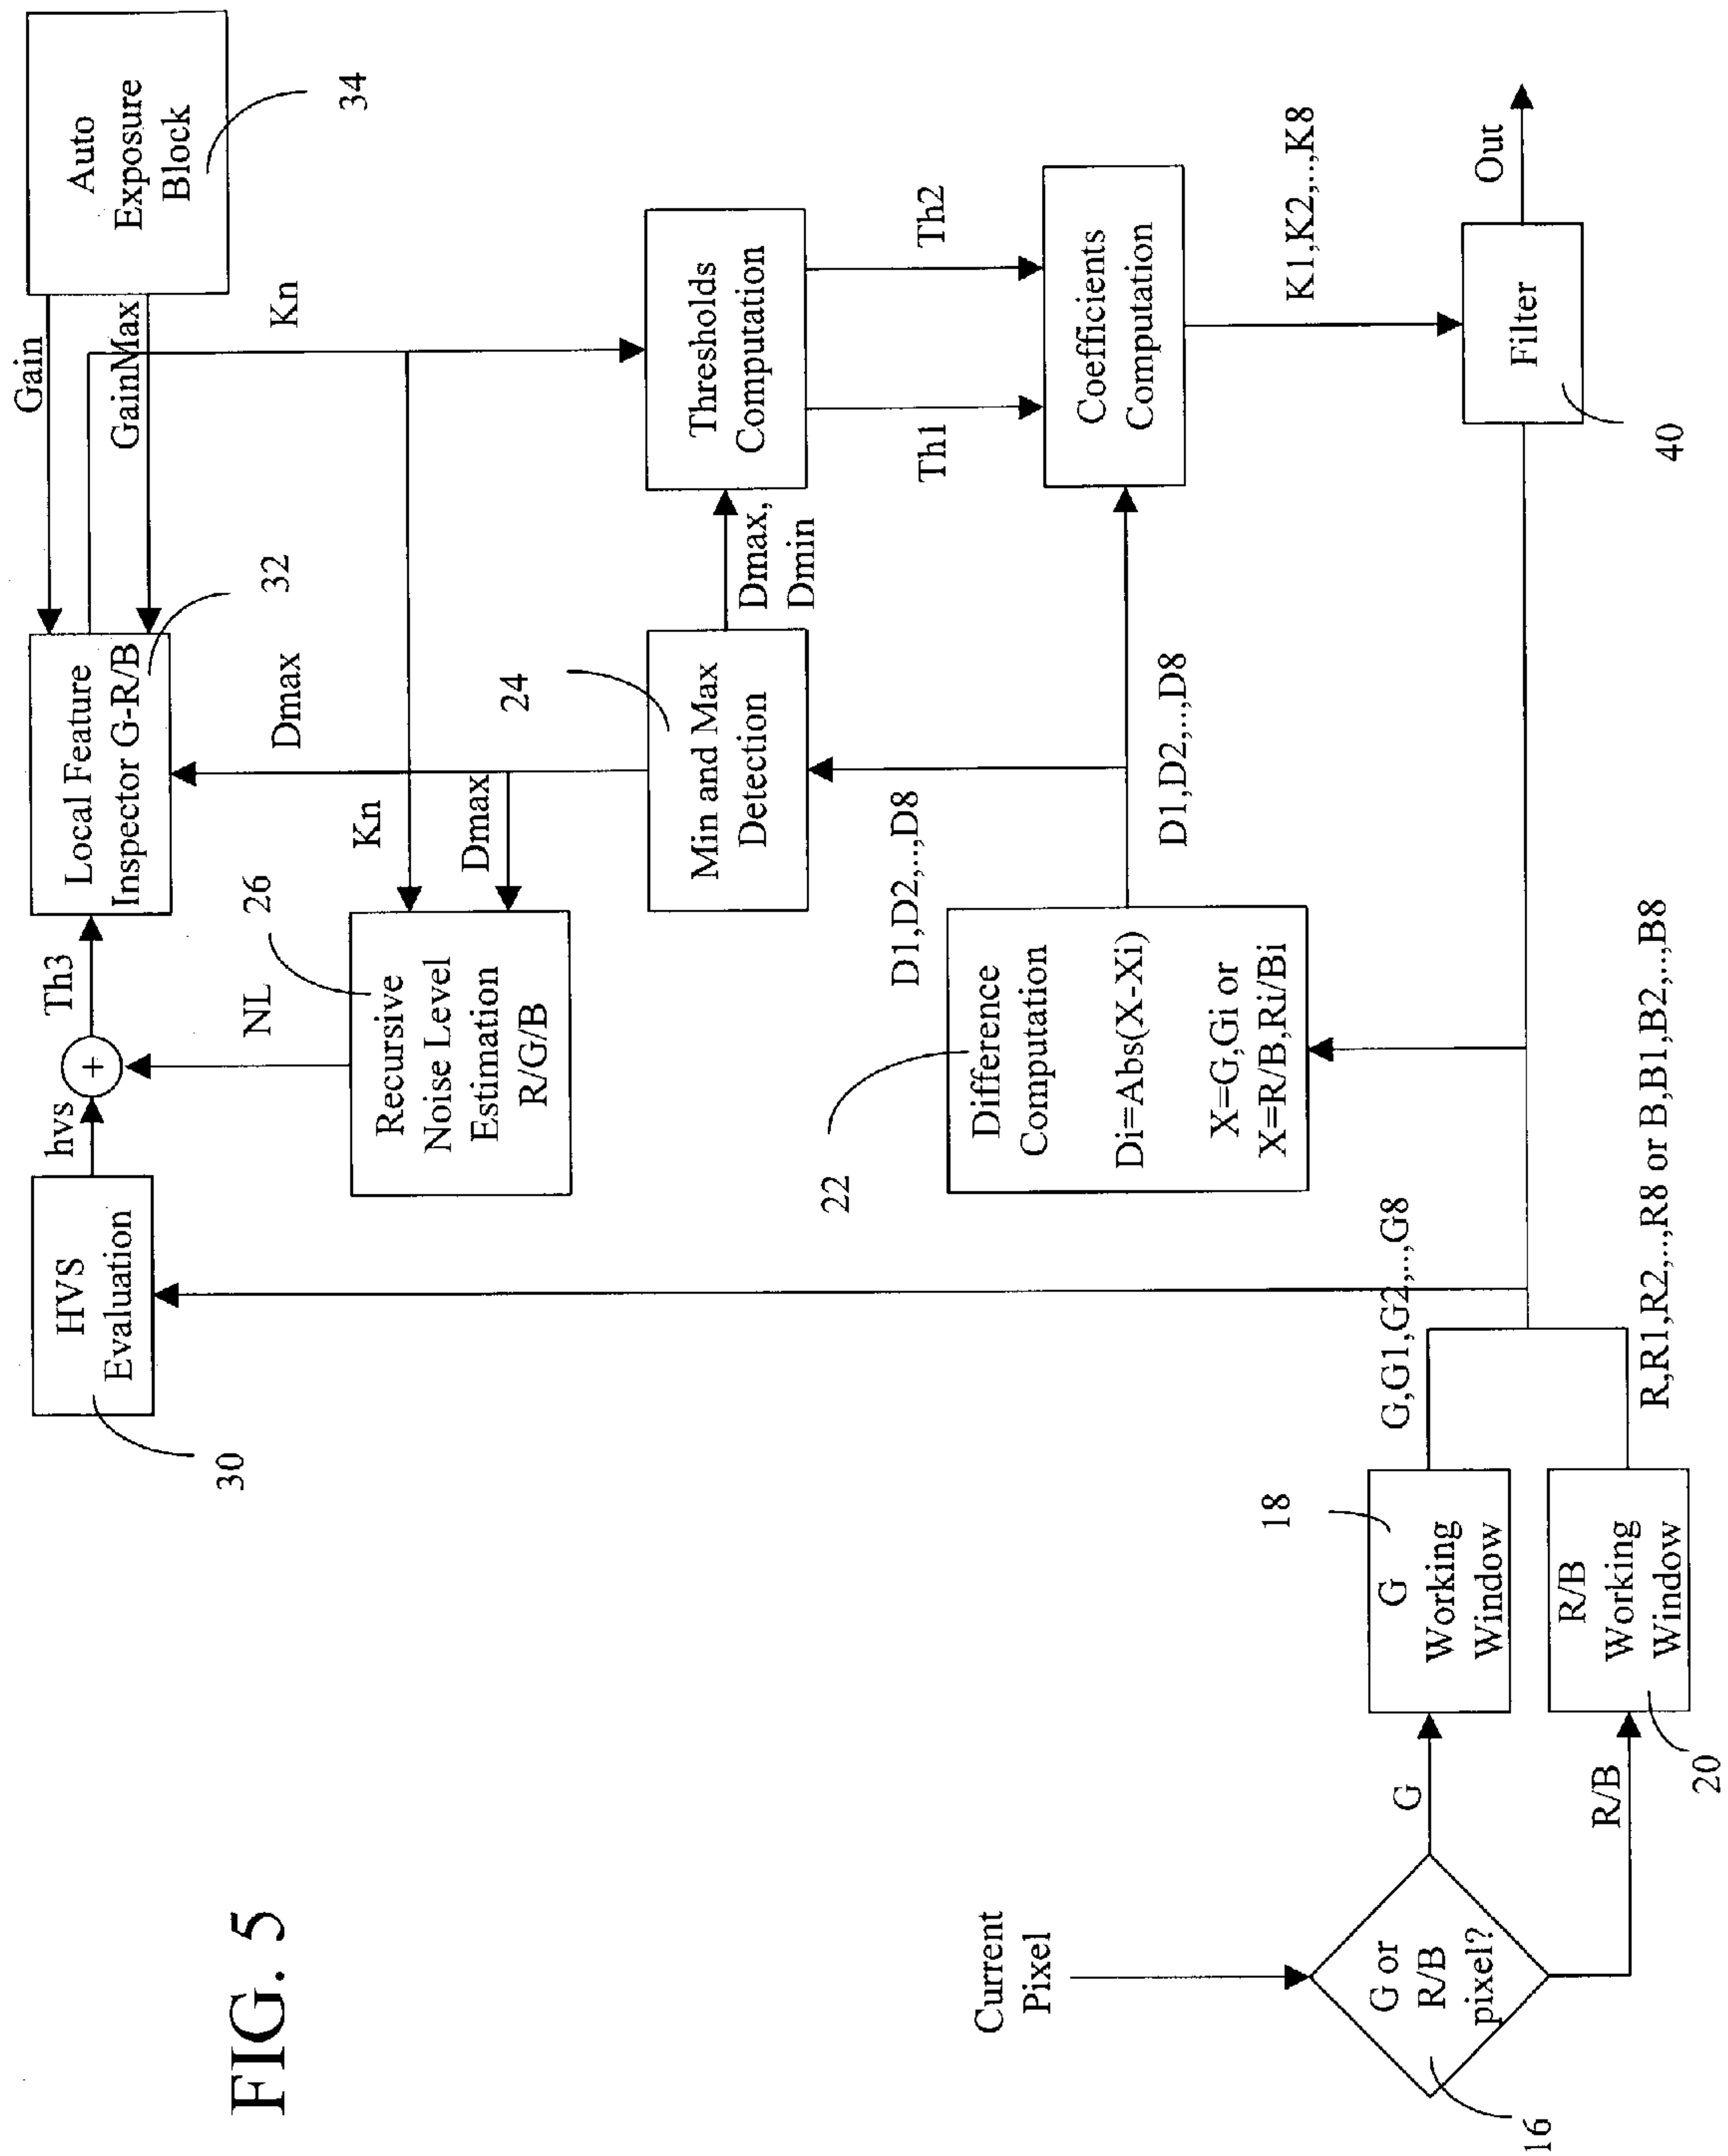 FIG. 5
Current
Pixel
G or
R/B
pixel?
16
G
R/B
G
Working
Window
18
R/B
Working
Window
20
G,G1,G2,..,G8
R,R1,R2,..,R8 or B,B1,B2,..,B8
HVS
Evaluation
30
hvs
+
Th3
NL
Recursive
Noise Level
Estimation
R/G/B
26
Difference
Computation
Di=Abs(X-Xi)
X=G,Gi or
X=R/B,Ri/Bi
22
D1,D2,..,D8
D1,D2,..,D8
Local Feature
Inspector G-R/B
32
Dmax
Kn
Dmax
Min and Max
Detection
24
Dmax,
Dmin
Gain
GainMax
Kn
Auto
Exposure
Block
34
Thresholds
Computation
Th1
Th2
Coefficients
Computation
K1,K2,..,K8
Filter
40
Out